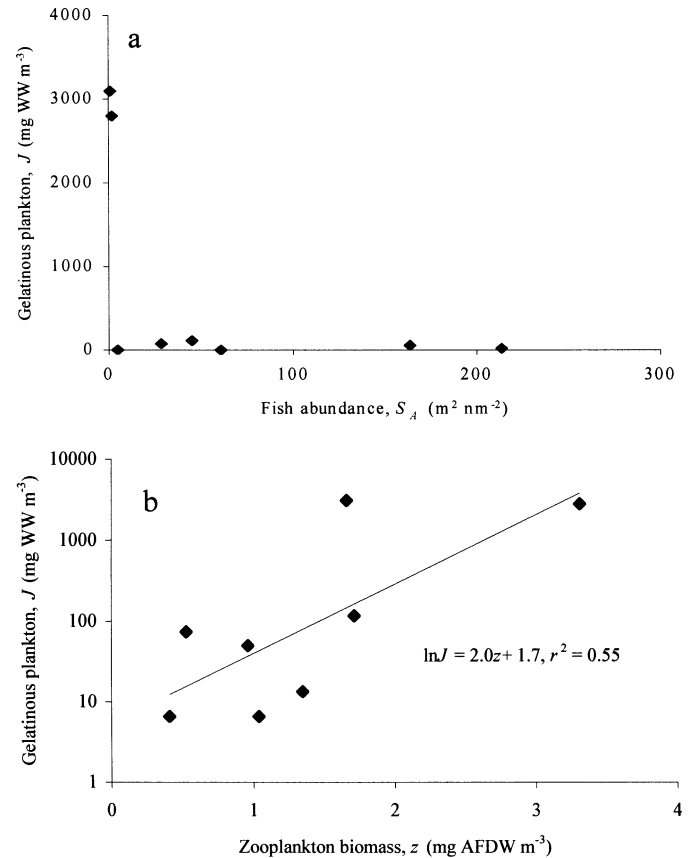 a
4000
3000
2000
1000
0
Gelatinous plankton, J (mg WW m-3)
0 100 200 300
Fish abundance, S A (m2 nm-2)
b
10000
1000
100
10
1
Gelatinous plankton, J (mg WW m-3)
lnJ = 2.0z+ 1.7, r2 = 0.55
0 1 2 3 4
Zooplankton biomass, z (mg AFDW m-3)